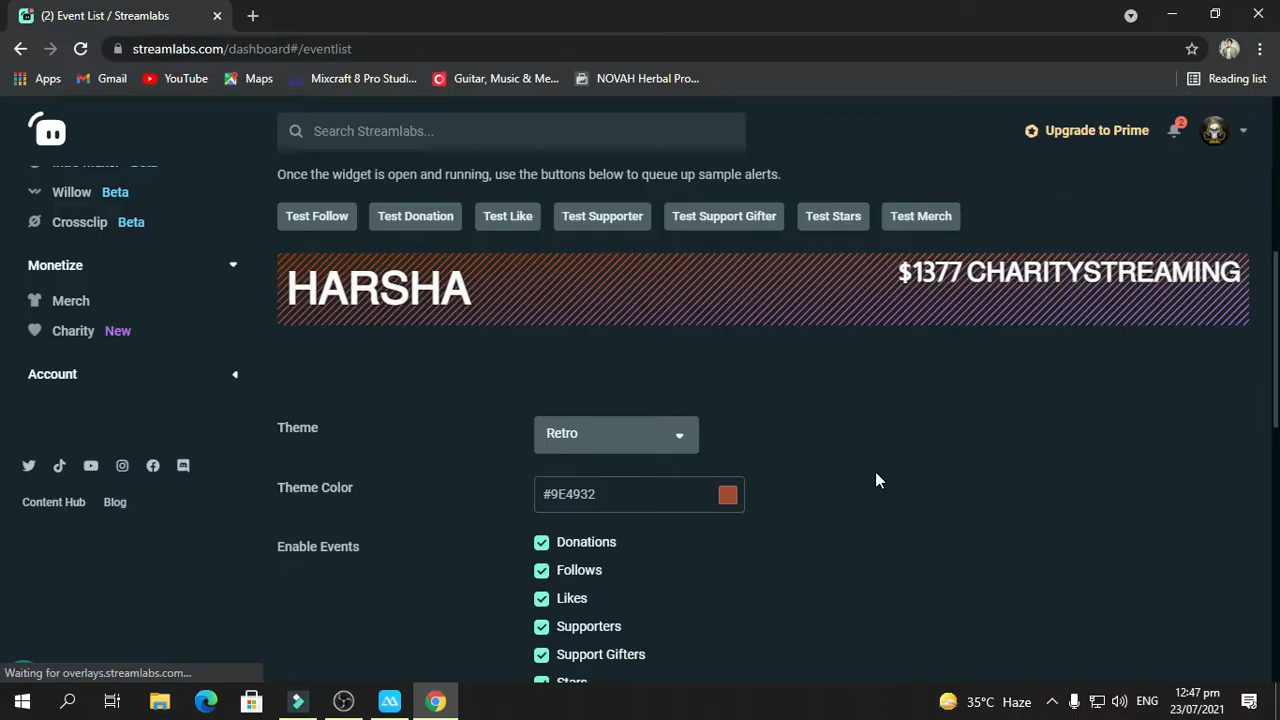 (2) Event List / Streamlabs
streamlabs.com/dashboard#/eventlist
Apps
Gmail
YouTube
Maps
Mixcraft 8 Pro Studi...
Guitar, Music & Me...
NOVAH Herbal Pro...
Reading list
Search Streamlabs...
Upgrade to Prime
2
Beta
Willow Beta
Crossclip Beta
Monetize
Merch
Charity New
Account
Content Hub Blog
Once the widget is open and running, use the buttons below to queue up sample alerts.
Test Follow
Test Donation
Test Like
Test Supporter
Test Support Gifter
Test Stars
Test Merch
HARSHA
$1377 CHARITYSTREAMING
Theme
Retro
Theme Color
#9E4932
Enable Events
Donations
Follows
Likes
Supporters
Support Gifters
Stars
Waiting for overlays.streamlabs.com...
35°C Haze
ENG
12:47 pm
23/07/2021